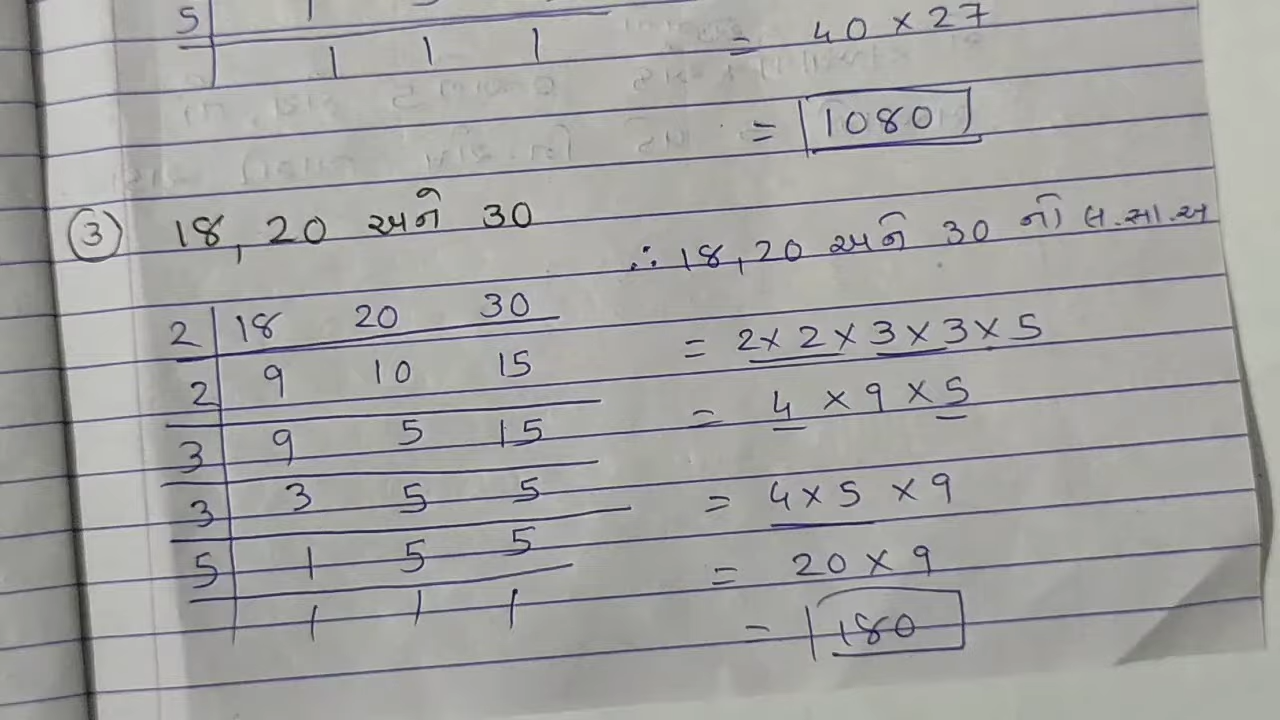 5
1 1 1
= 40 × 27
= 1080
③ 18, 20 અને 30
2 | 18 20 30
2 | 9 10 15
3 | 9 5 15
3 | 3 5 5
5 | 1 5 5
1 1 1
∴ 18, 20 અને 30 નો લ.સા.અ
= 2 × 2 × 3 × 3 × 5
= 4 × 9 × 5
= 4 × 5 × 9
= 20 × 9
= 180